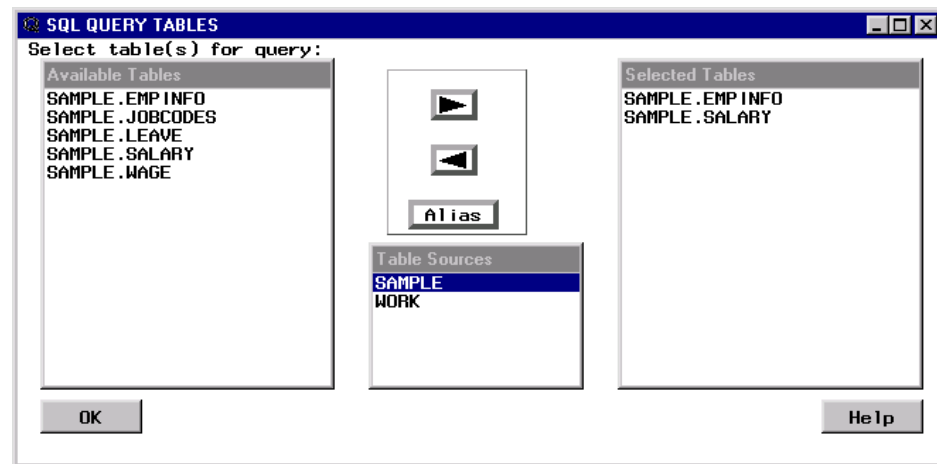 SQL QUERY TABLES
Select table(s) for query:
Available Tables
SAMPLE.EMPINFO
SAMPLE.JOBCODES
SAMPLE.LEAVE
SAMPLE.SALARY
SAMPLE.WAGE
Alias
Table Sources
SAMPLE
WORK
Selected Tables
SAMPLE.EMPINFO
SAMPLE.SALARY
OK
Help